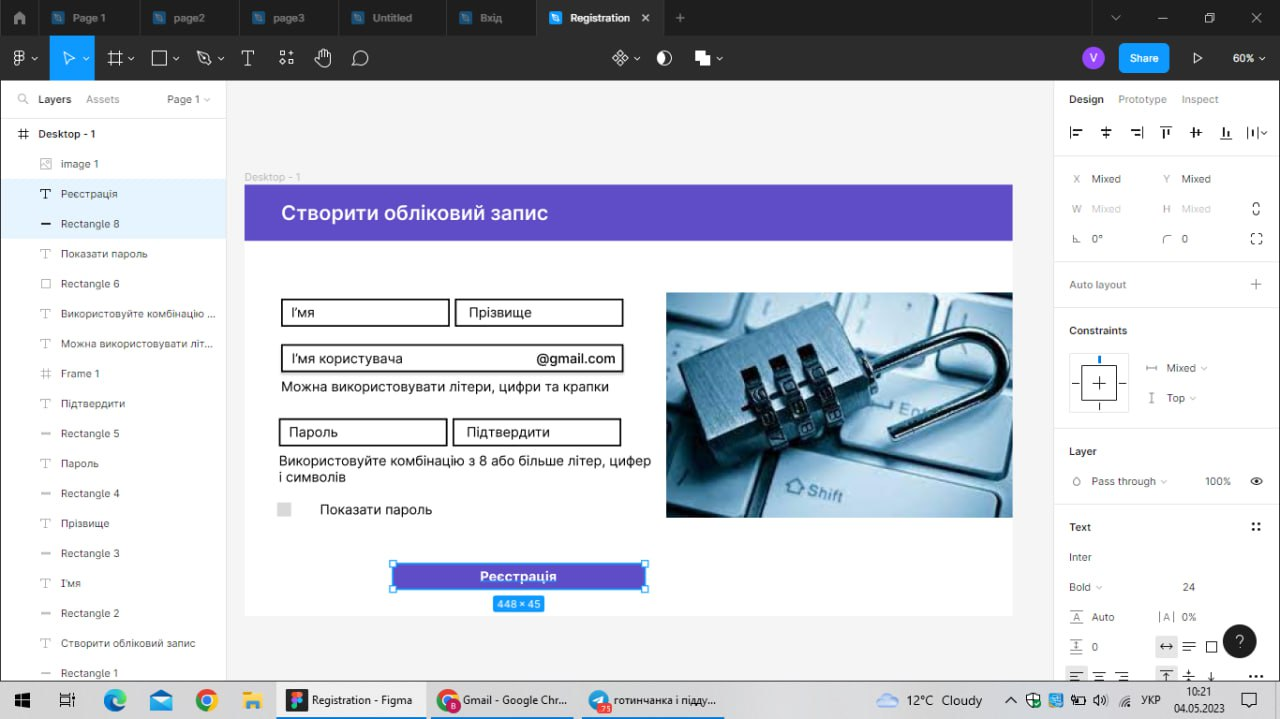 Page 1
page2
page3
Untitled
Вхід
Registration
V
Share
60%
Layers
Assets
Page 1
Desktop - 1
image 1
Реєстрація
Rectangle 8
Показати пароль
Rectangle 6
Використовуйте комбінацію ...
Можна використовувати літ...
Frame 1
Підтвердити
Rectangle 5
Пароль
Rectangle 4
Прізвище
Rectangle 3
І'мя
Rectangle 2
Створити обліковий запис
Rectangle 1
Desktop - 1
Створити обліковий запис
І'мя
Прізвище
І'мя користувача
@gmail.com
Можна використовувати літери, цифри та крапки
Пароль
Підтвердити
Використовуйте комбінацію з 8 або більше літер, цифер
і символів
Показати пароль
Enter
Shift
Реєстрація
448 × 45
Design
Prototype
Inspect
X Mixed
Y Mixed
W Mixed
H Mixed
0°
0
Auto layout
Constraints
Mixed
Top
Layer
Pass through
100%
Text
Inter
Bold
24
A Auto
|A| 0%
0
?
Registration - Figma
B
Gmail - Google Chr...
75
готинчанка і підду...
12°C Cloudy
УКР
10:21
04.05.2023